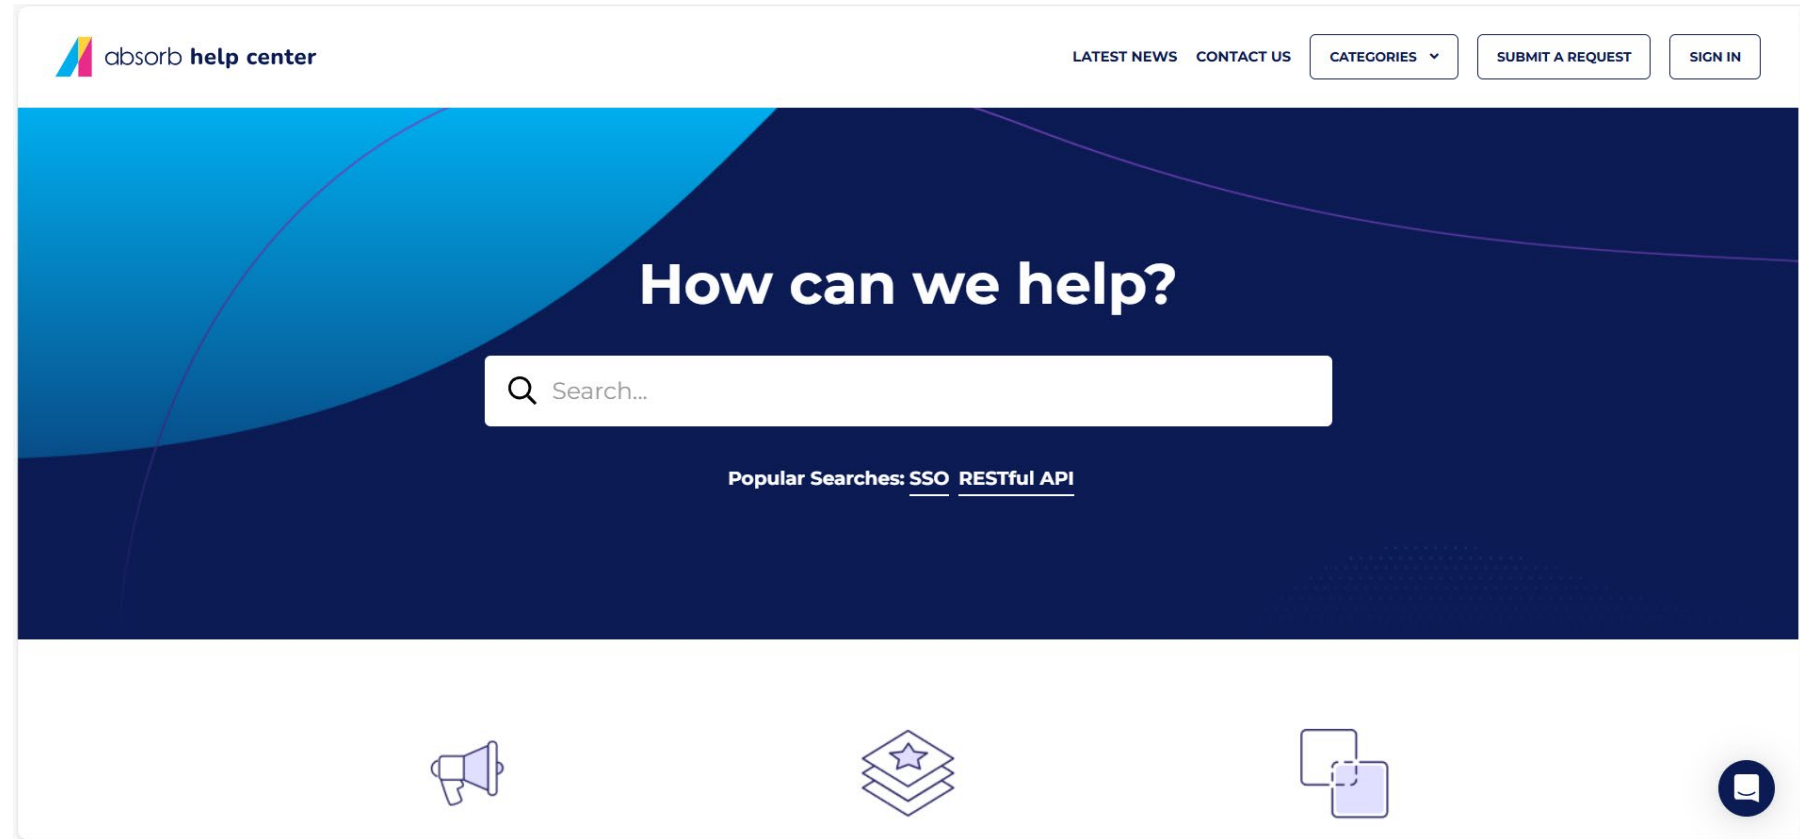 absorb help center
LATEST NEWS CONTACT US CATEGORIES SUBMIT A REQUEST SIGN IN
How can we help?
Search...
Popular Searches: SSO RESTful API